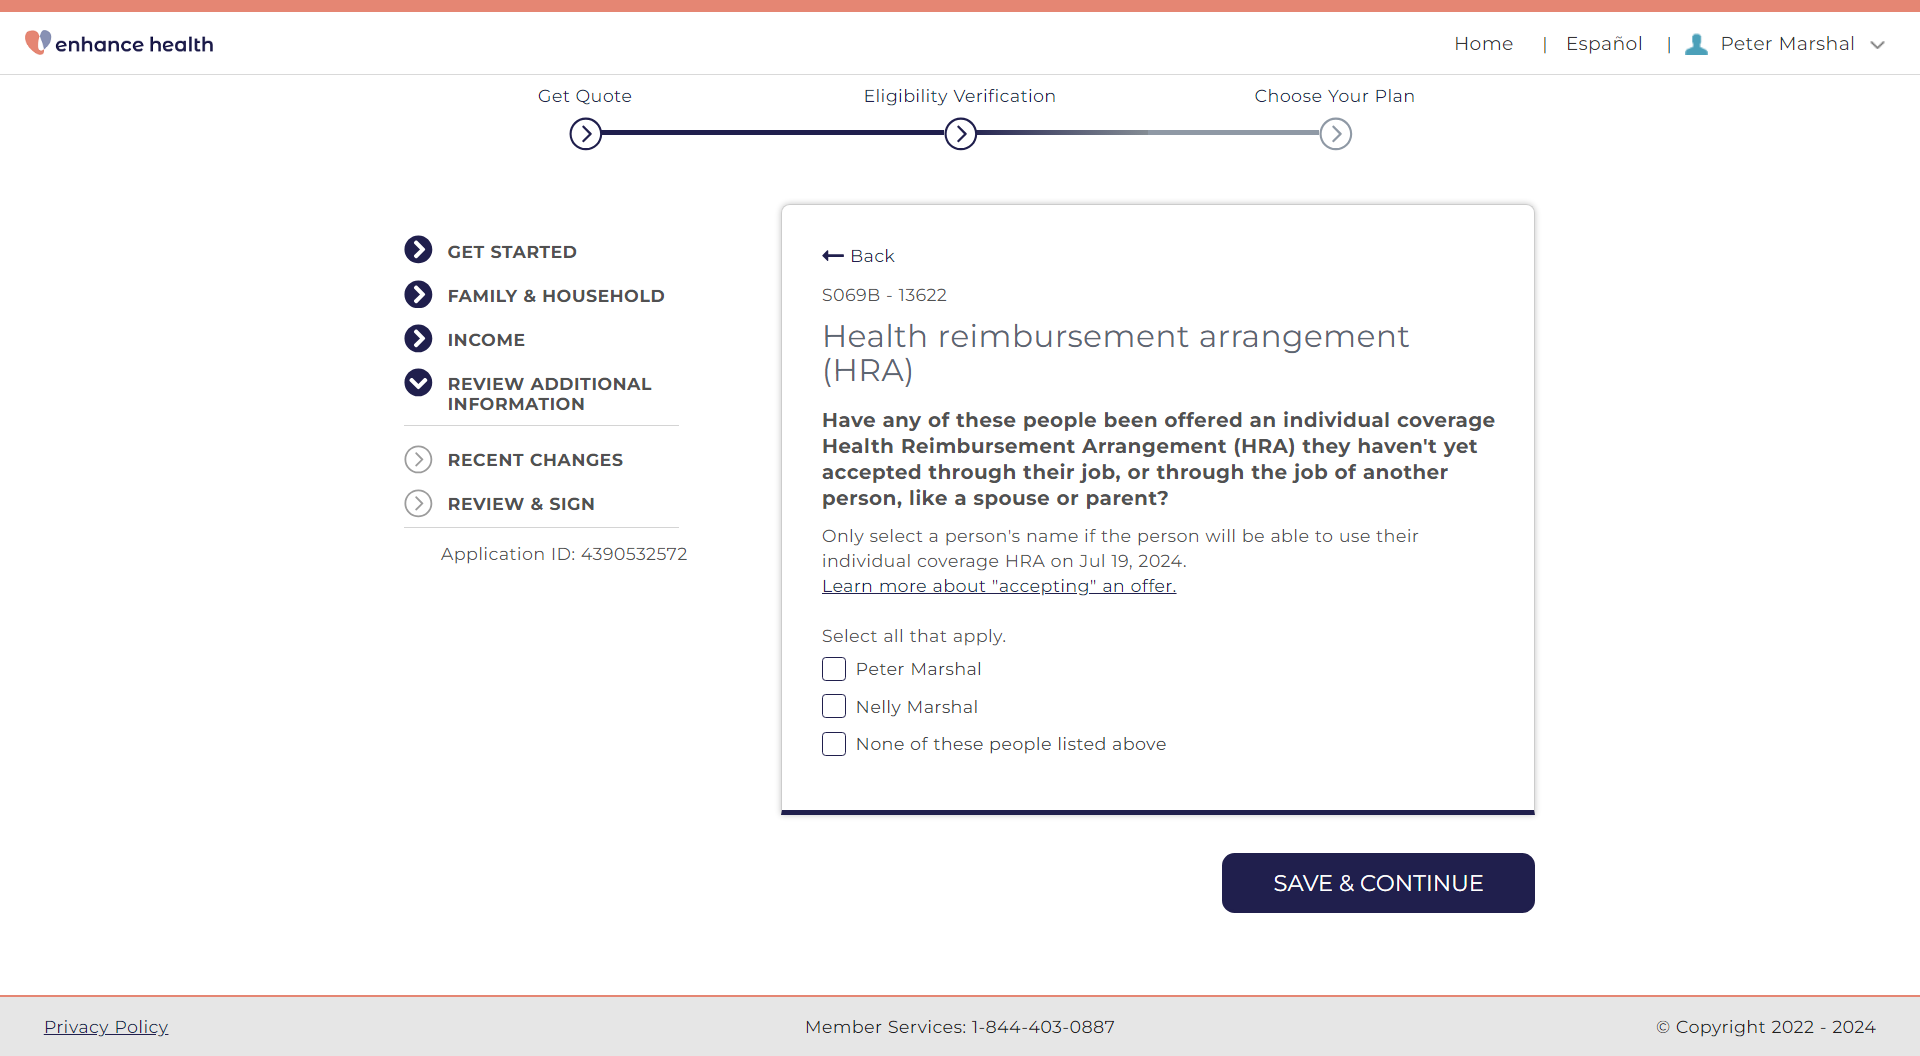 enhance health
Home | Español | Peter Marshal
Get Quote
Eligibility Verification
Choose Your Plan
GET STARTED
FAMILY & HOUSEHOLD
INCOME
REVIEW ADDITIONAL
INFORMATION
RECENT CHANGES
REVIEW & SIGN
Application ID: 4390532572
Back
S069B - 13622
Health reimbursement arrangement
(HRA)
Have any of these people been offered an individual coverage
Health Reimbursement Arrangement (HRA) they haven't yet
accepted through their job, or through the job of another
person, like a spouse or parent?
Only select a person's name if the person will be able to use their
individual coverage HRA on Jul 19, 2024.
Learn more about "accepting" an offer.
Select all that apply.
Peter Marshal
Nelly Marshal
None of these people listed above
SAVE & CONTINUE
Privacy Policy
Member Services: 1-844-403-0887
© Copyright 2022 - 2024